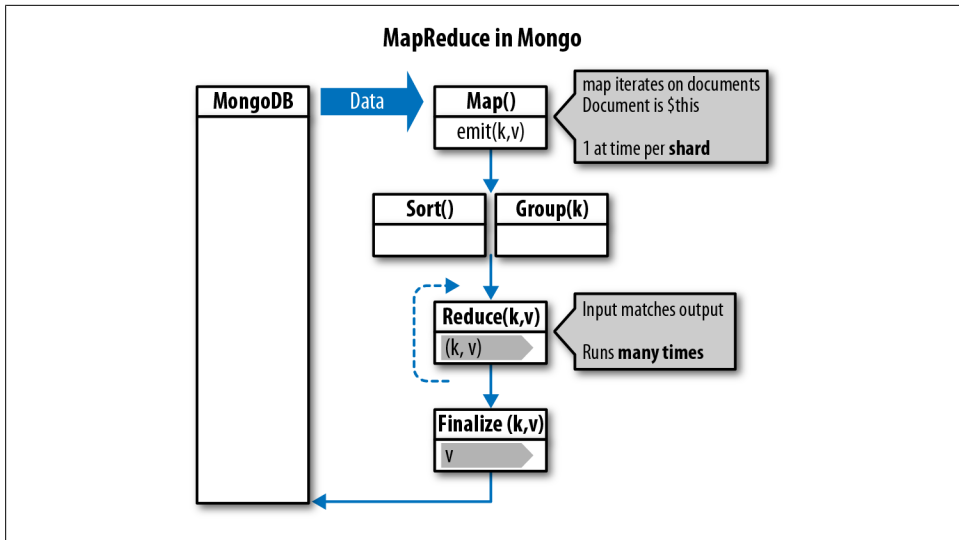 MapReduce in Mongo
MongoDB
Data
Map()
emit(k,v)
map iterates on documents
Document is $this
1 at time per shard
Sort()
Group(k)
Reduce(k,v)
(k, v)
Input matches output
Runs many times
Finalize (k,v)
v